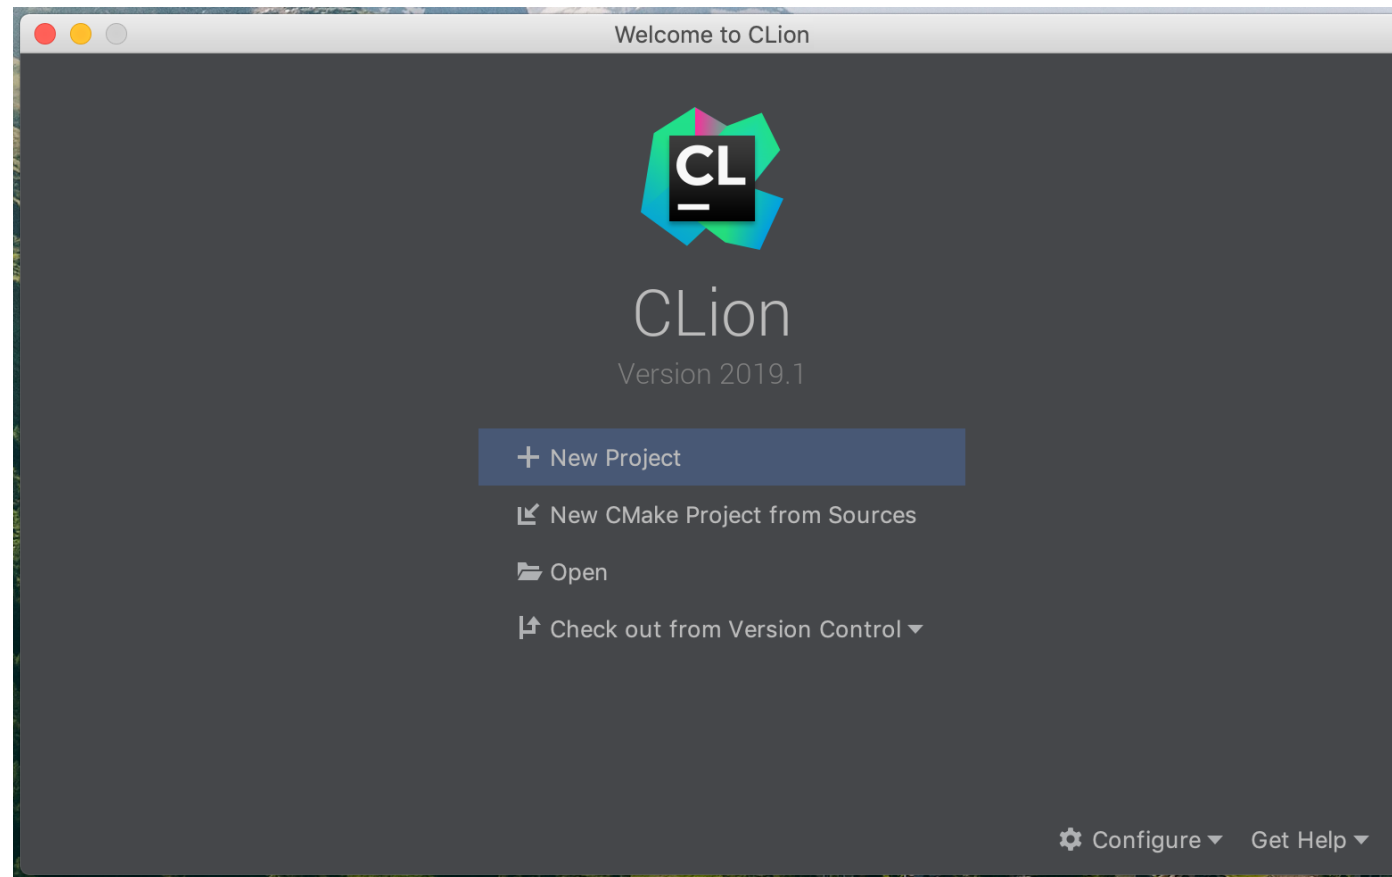 Welcome to CLion
CL
CLion
Version 2019.1
New Project
New CMake Project from Sources
Open
Check out from Version Control
Configure Get Help